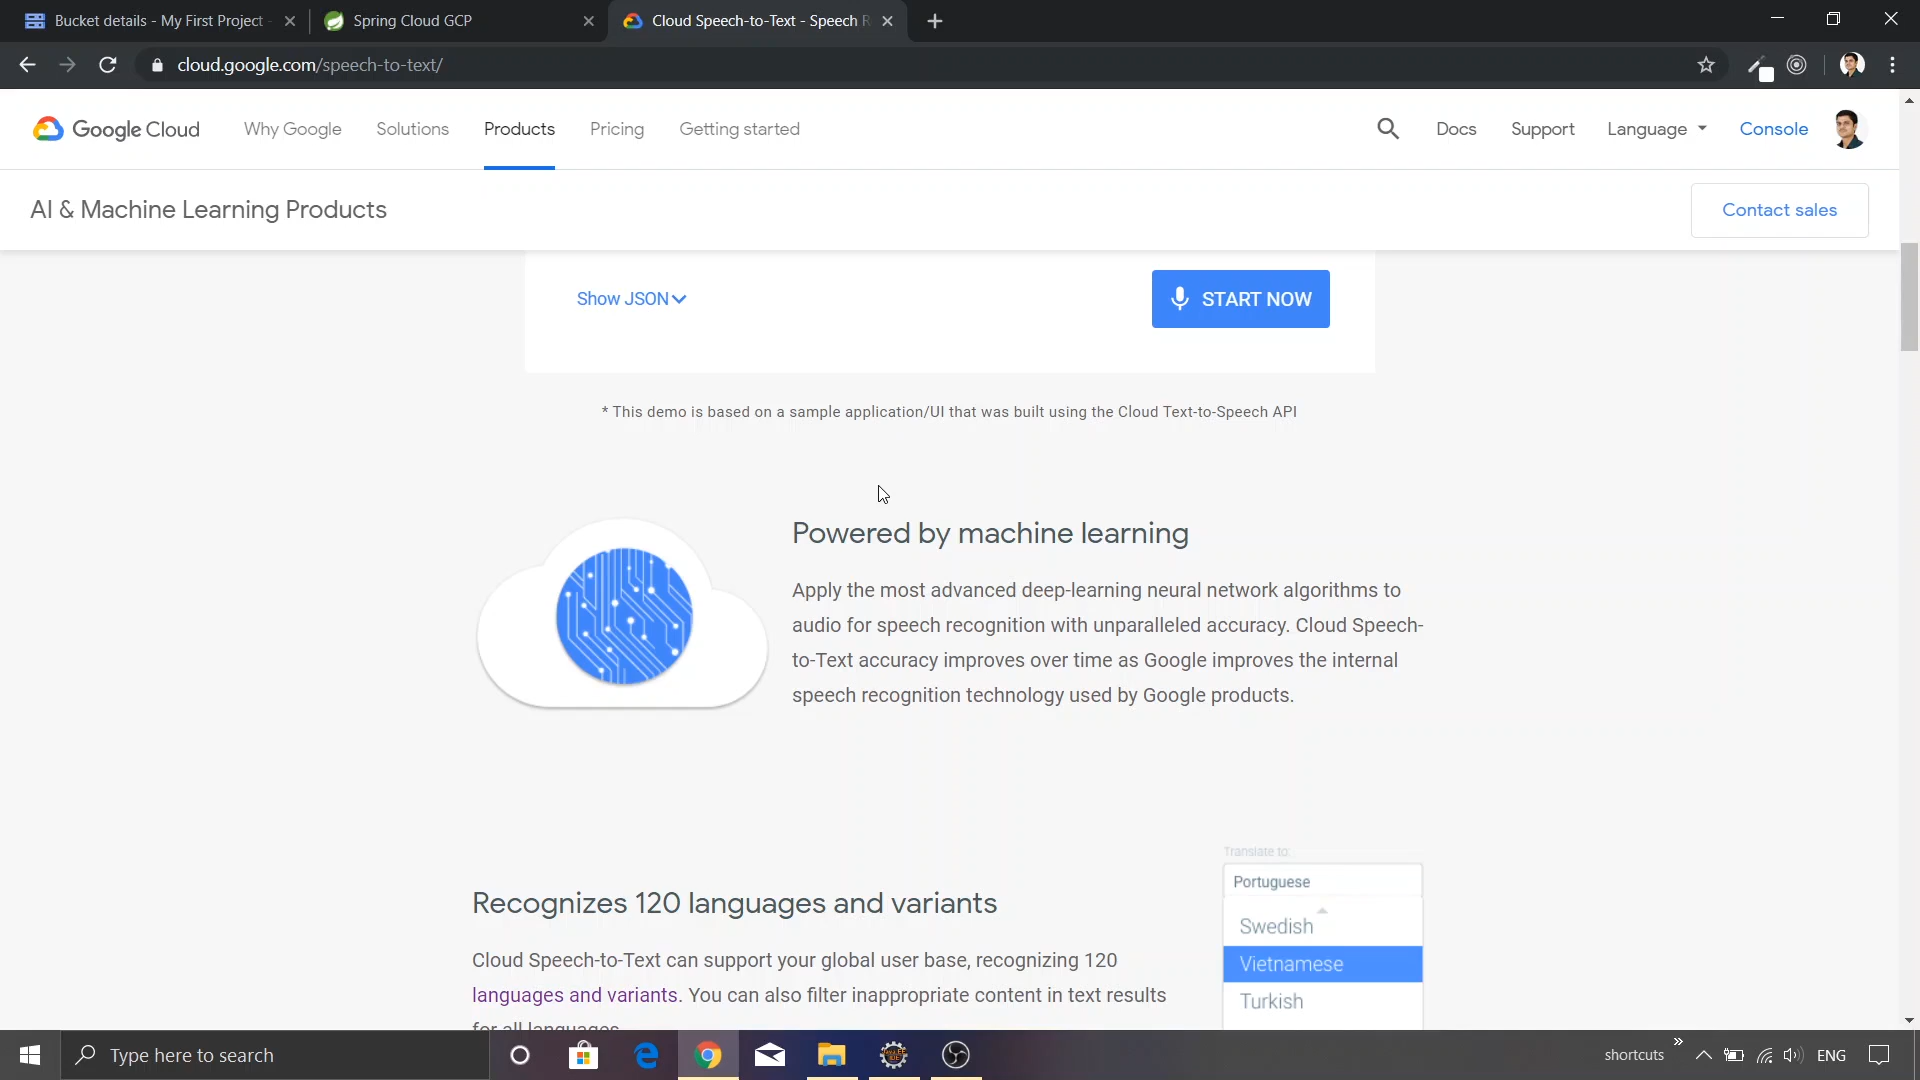 Bucket details - My First Project -
Spring Cloud GCP
Cloud Speech-to-Text - Speech R
cloud.google.com/speech-to-text/
Google Cloud
Why Google
Solutions
Products
Pricing
Getting started
Docs
Support
Language
Console
AI & Machine Learning Products
Contact sales
Show JSON
START NOW
* This demo is based on a sample application/UI that was built using the Cloud Text-to-Speech API
Powered by machine learning
Apply the most advanced deep-learning neural network algorithms to
audio for speech recognition with unparalleled accuracy. Cloud Speech-
to-Text accuracy improves over time as Google improves the internal
speech recognition technology used by Google products.
Translate to:
Portuguese
Swedish
Vietnamese
Turkish
Recognizes 120 languages and variants
Cloud Speech-to-Text can support your global user base, recognizing 120
languages and variants. You can also filter inappropriate content in text results
for all languages.
Type here to search
shortcuts
ENG